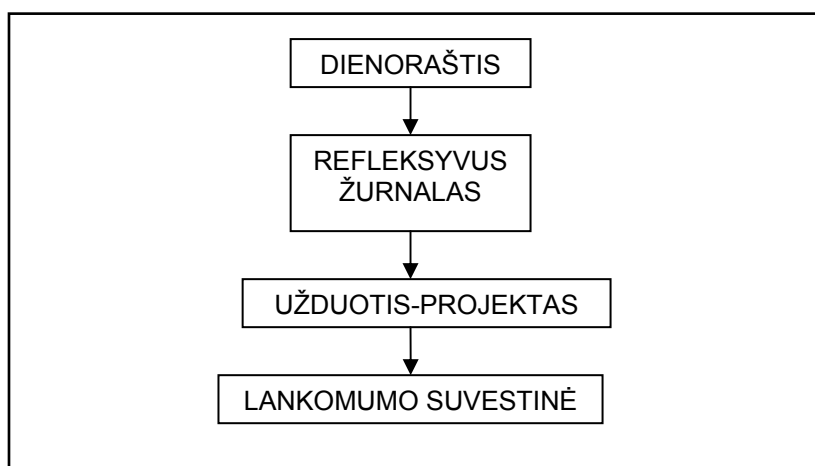 DIENORAŠTIS
REFLEKSYVUS
ŽURNALAS
UŽDUOTIS-PROJEKTAS
LANKOMUMO SUVESTINĖ